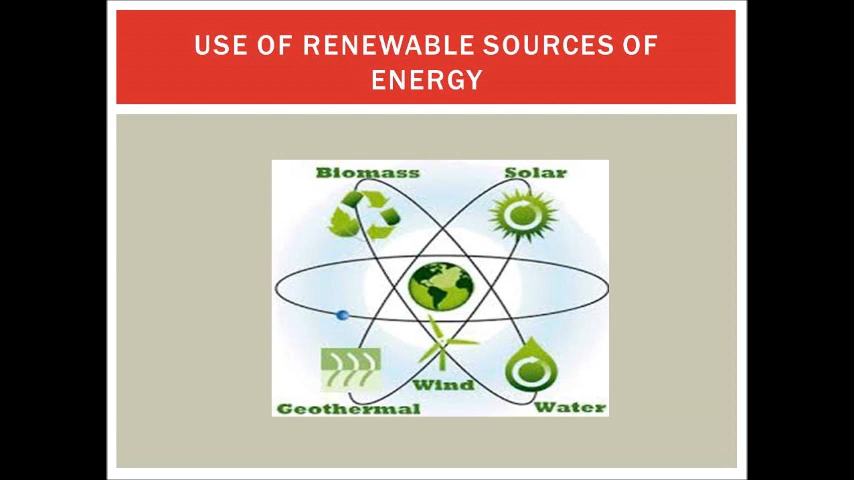 USE OF RENEWABLE SOURCES OF
ENERGY
Biomass
Solar
Wind
Geothermal
Water